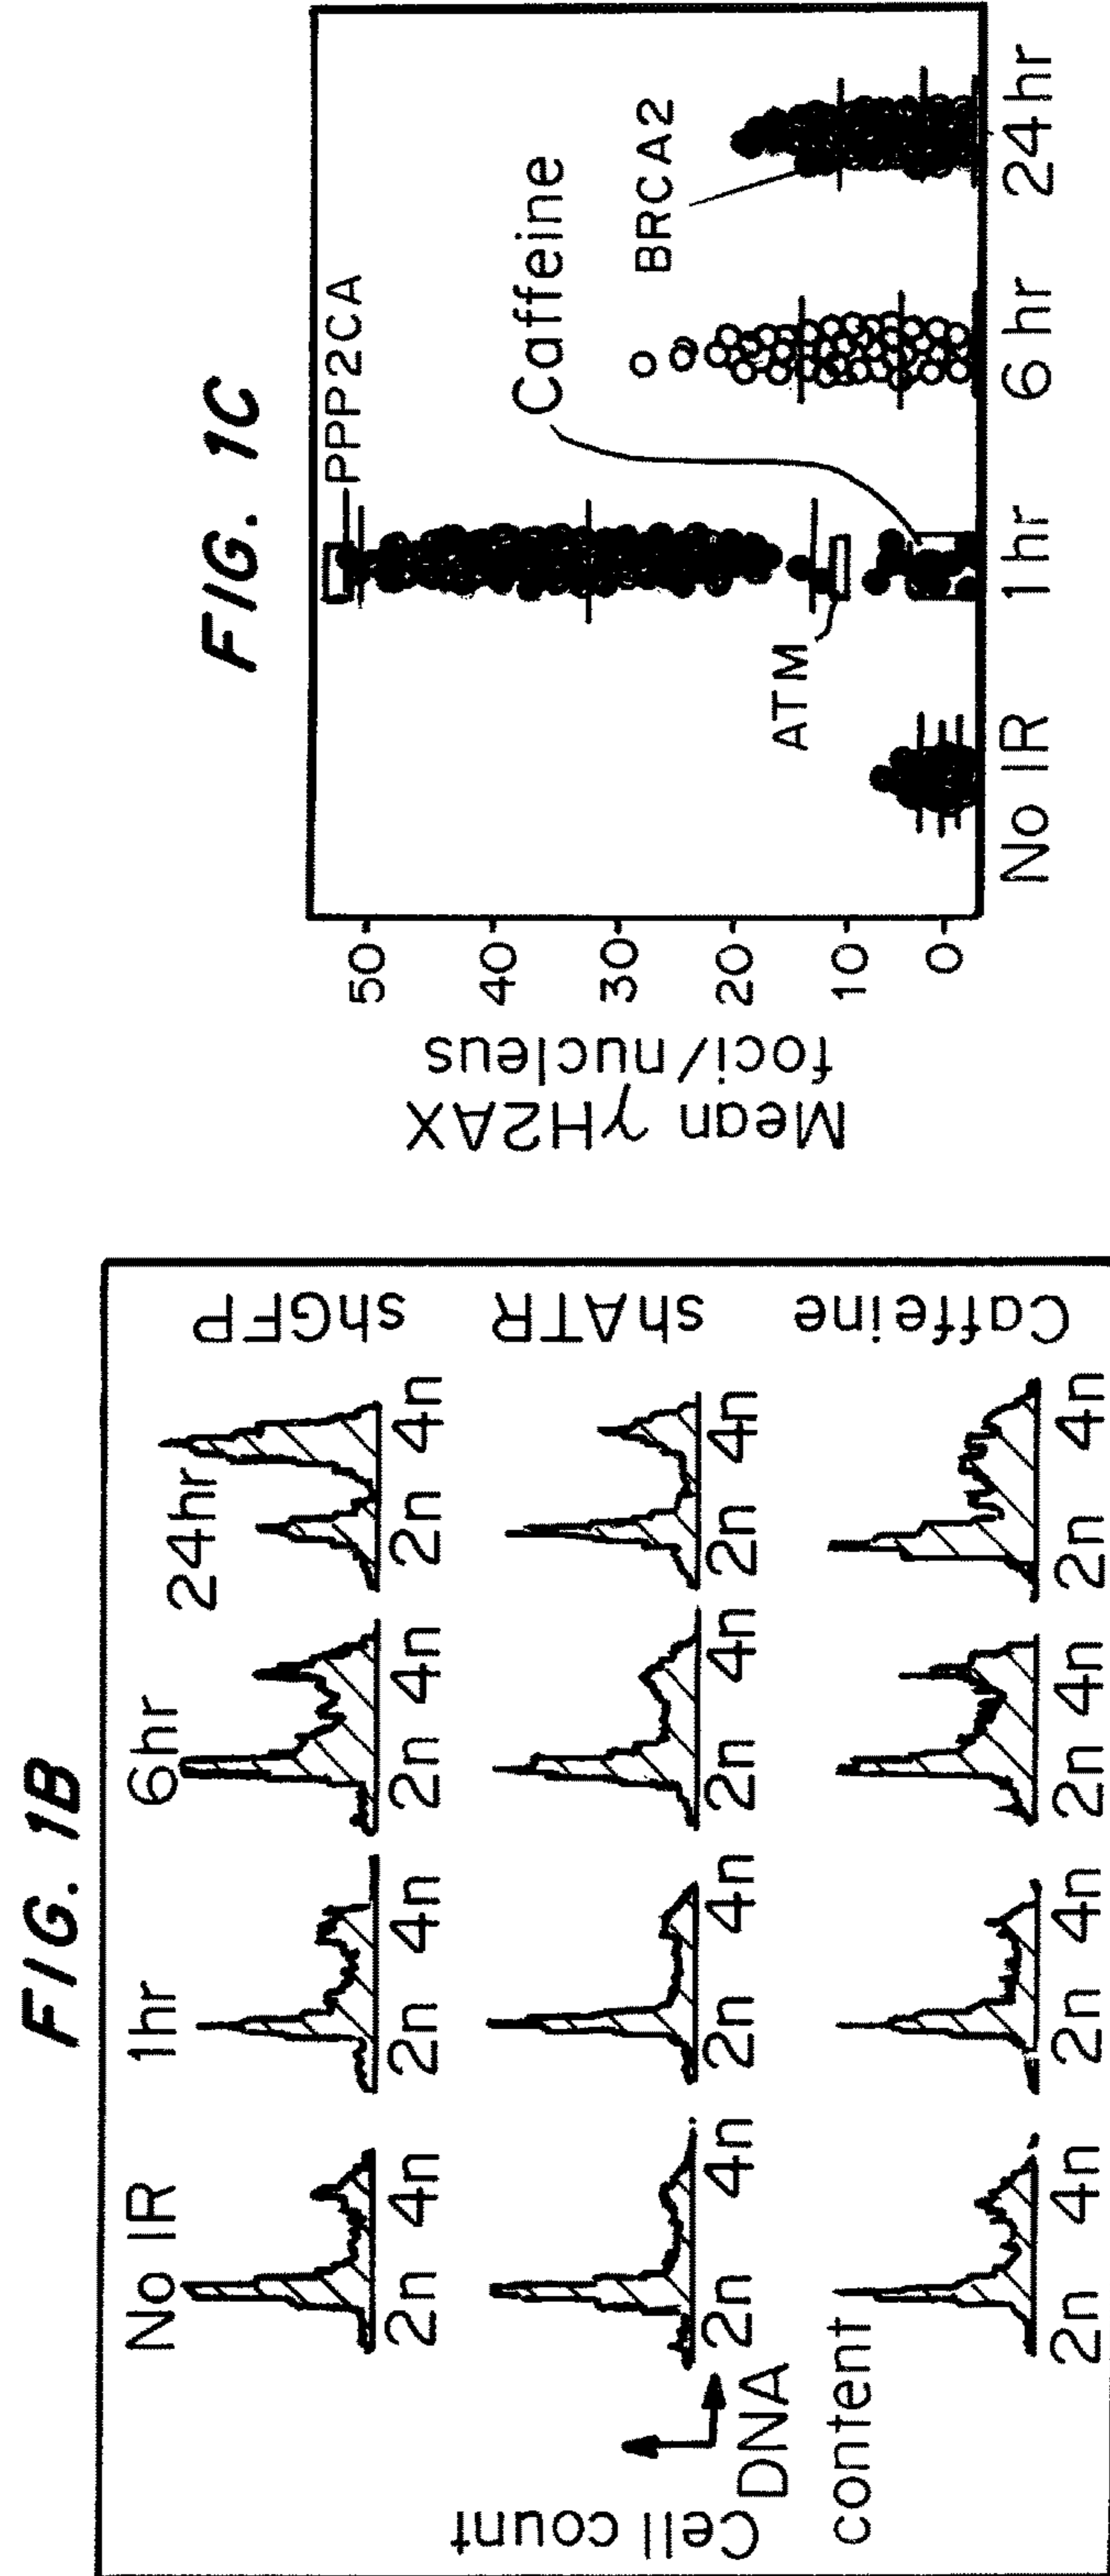 FIG. 1B
No IR
1hr
6hr
24hr
shGFP
2n 4n 2n 4n 2n 4n 2n 4n
shATR
2n 4n 2n 4n 2n 4n 2n 4n
Caffeine
2n 4n 2n 4n 2n 4n 2n 4n
Cell count
DNA
content
FIG. 1C
Mean γH2AX
foci/nucleus
50
40
30
20
10
0
PPP2CA
Caffeine
BRCA2
ATM
No IR
1hr
6 hr
24hr